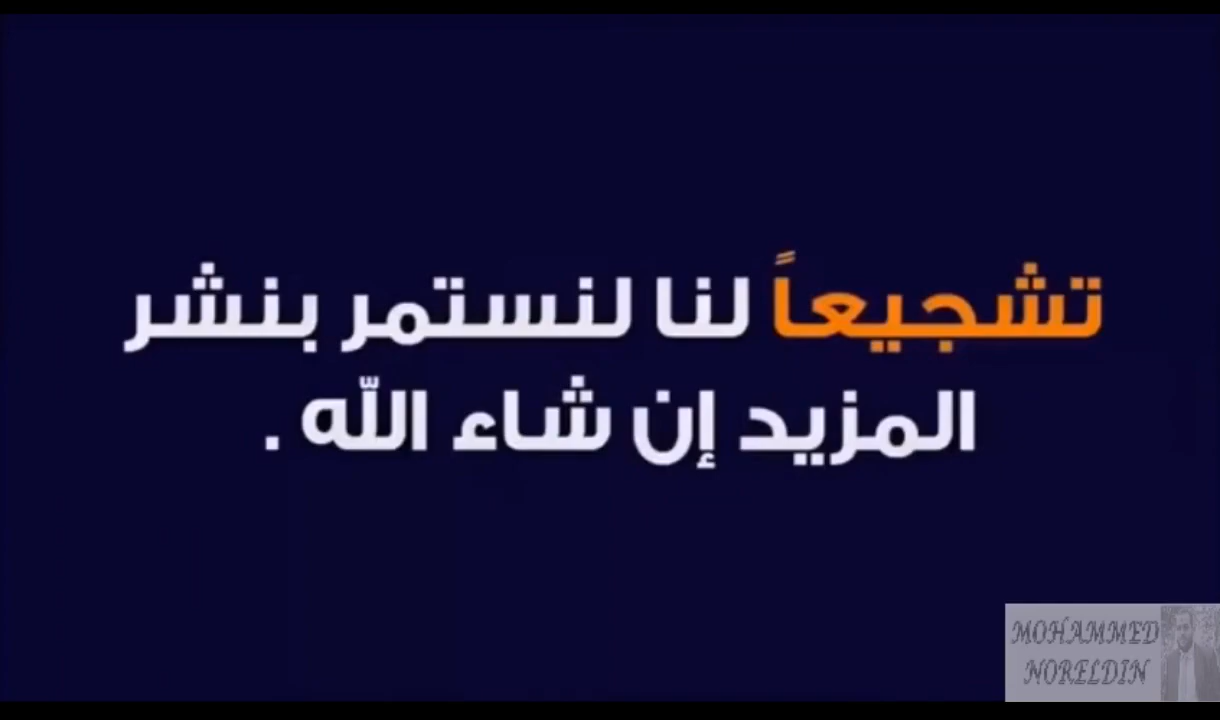 تشجيعاً لنا لنستمر بنشر
المزيد إن شاء اللّه .
MOHAMMED
NORELDIN